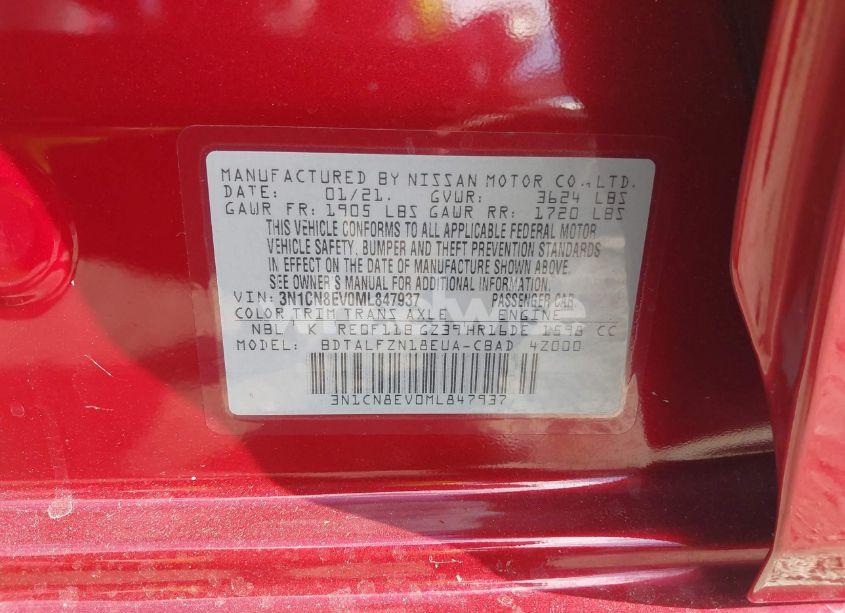 MANUFACTURED BY NISSAN MOTOR CO., LTD.
DATE: 01/21. GVWR: 3624 LBS
GAWR FR: 1905 LBS GAWR RR: 1720 LBS
THIS VEHICLE CONFORMS TO ALL APPLICABLE FEDERAL MOTOR
VEHICLE SAFETY, BUMPER AND THEFT PREVENTION STANDARDS
IN EFFECT ON THE DATE OF MANUFACTURE SHOWN ABOVE.
SEE OWNER'S MANUAL FOR ADDITIONAL INFORMATION.
VIN: 3N1CN8EV0ML847937 PASSENGER CAR
COLOR TRIM TRANS AXLE ENGINE
NBL K RE0F11B GZ39 HR16DE 1598 CC
MODEL: BDTALFZN18EUA-CBAD 4Z000
3N1CN8EV0ML847937